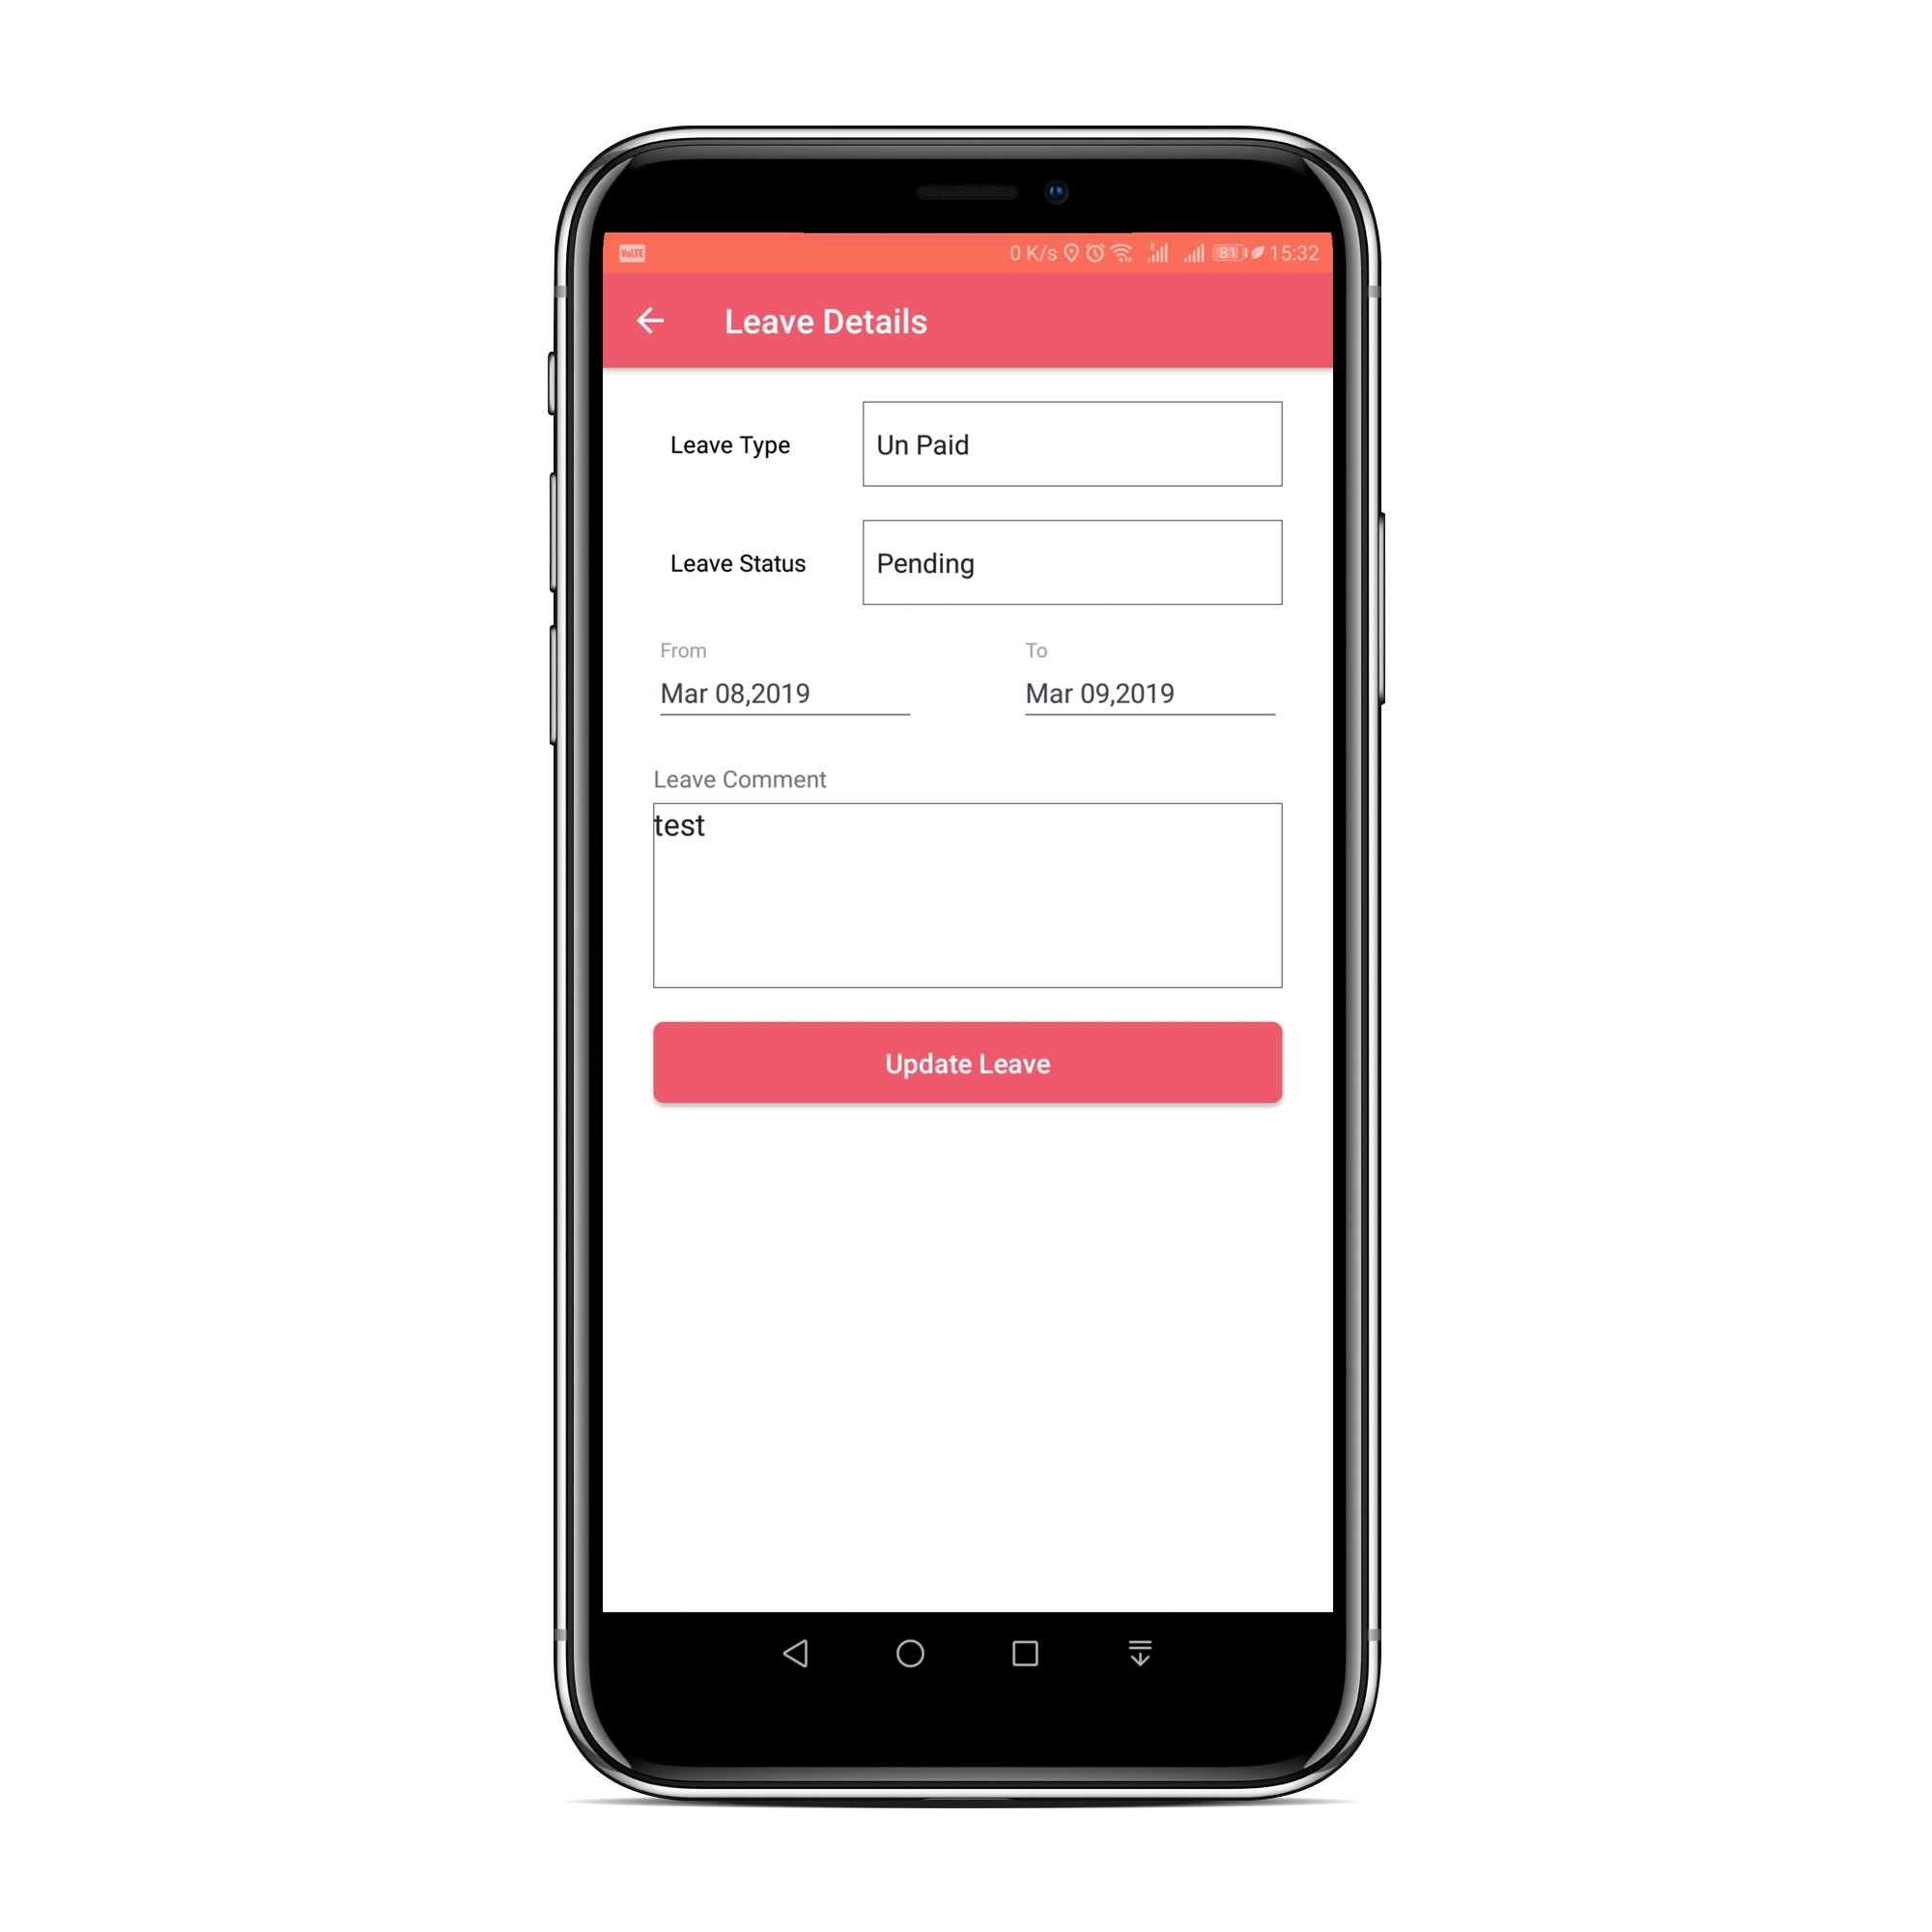 VoLTE 0 K/s 81 15:32
Leave Details
Leave Type Un Paid
Leave Status Pending
From To
Mar 08,2019 Mar 09,2019
Leave Comment
test
Update Leave